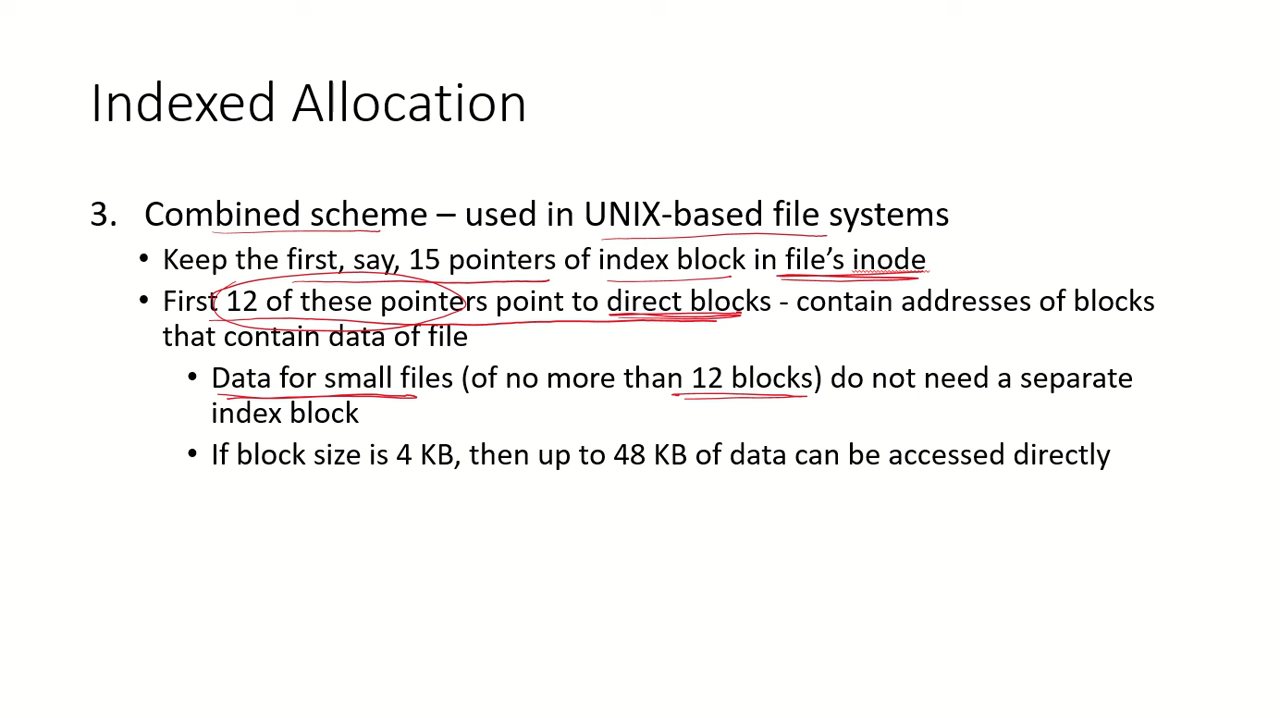 Indexed Allocation
3. Combined scheme – used in UNIX-based file systems
• Keep the first, say, 15 pointers of index block in file’s inode
• First 12 of these pointers point to direct blocks - contain addresses of blocks
that contain data of file
• Data for small files (of no more than 12 blocks) do not need a separate
index block
• If block size is 4 KB, then up to 48 KB of data can be accessed directly